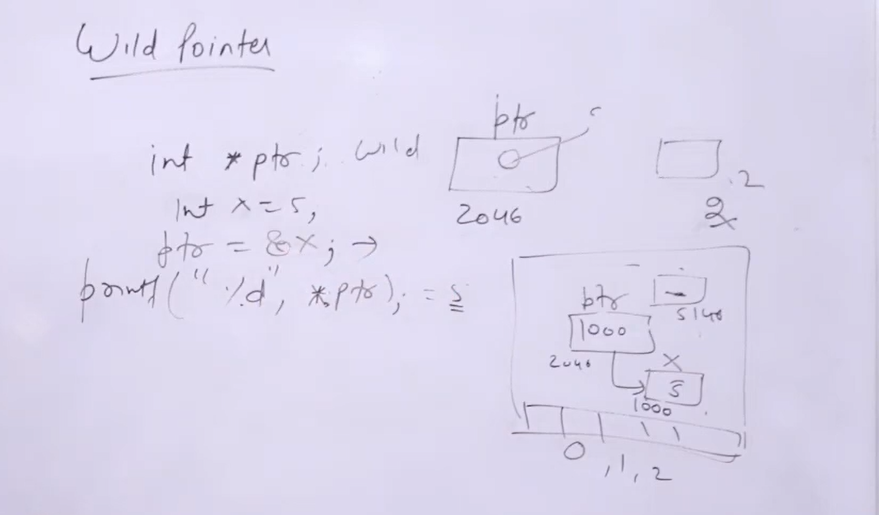 Wild Pointer
int *ptr; wild
ptr
2046
2
2
int x=5,
ptr = &x; →
printf("%d", *ptr); = 5
ptr
1000
2046
5140
x
5
1000
0,1,2